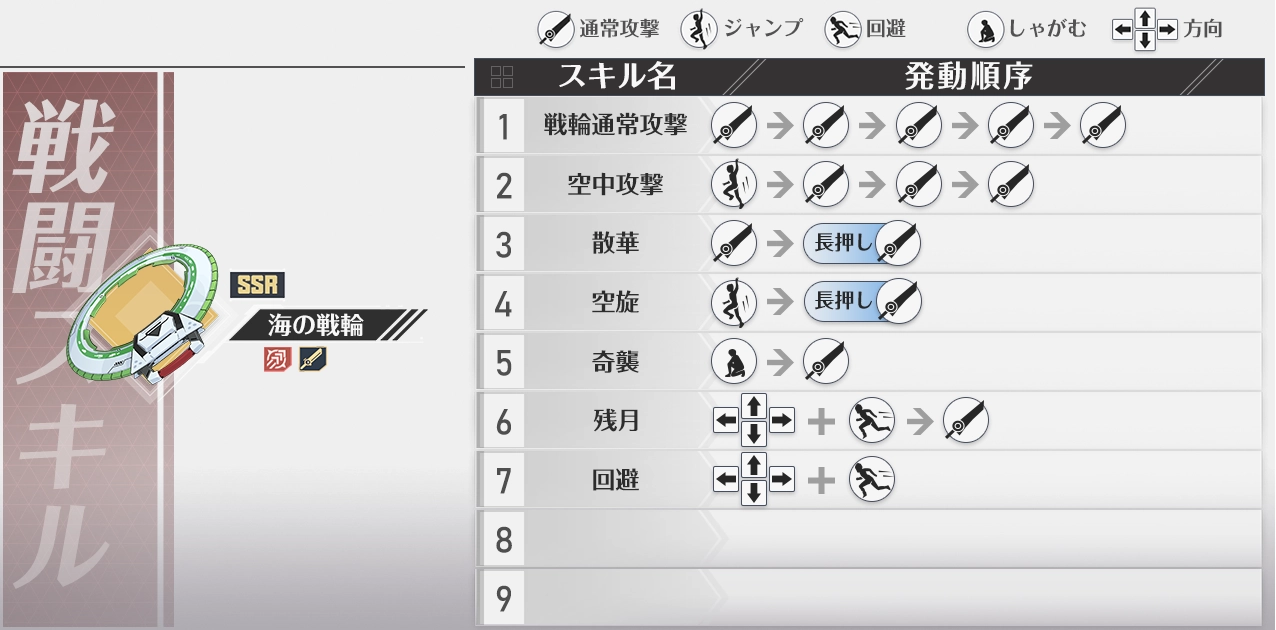 通常攻撃 ジャンプ 回避 しゃがむ 方向
戦闘スキル
SSR
海の戦輪
スキル名 発動順序
1 戦輪通常攻撃
2 空中攻撃
3 散華 長押し
4 空旋 長押し
5 奇襲
6 残月
7 回避
8
9